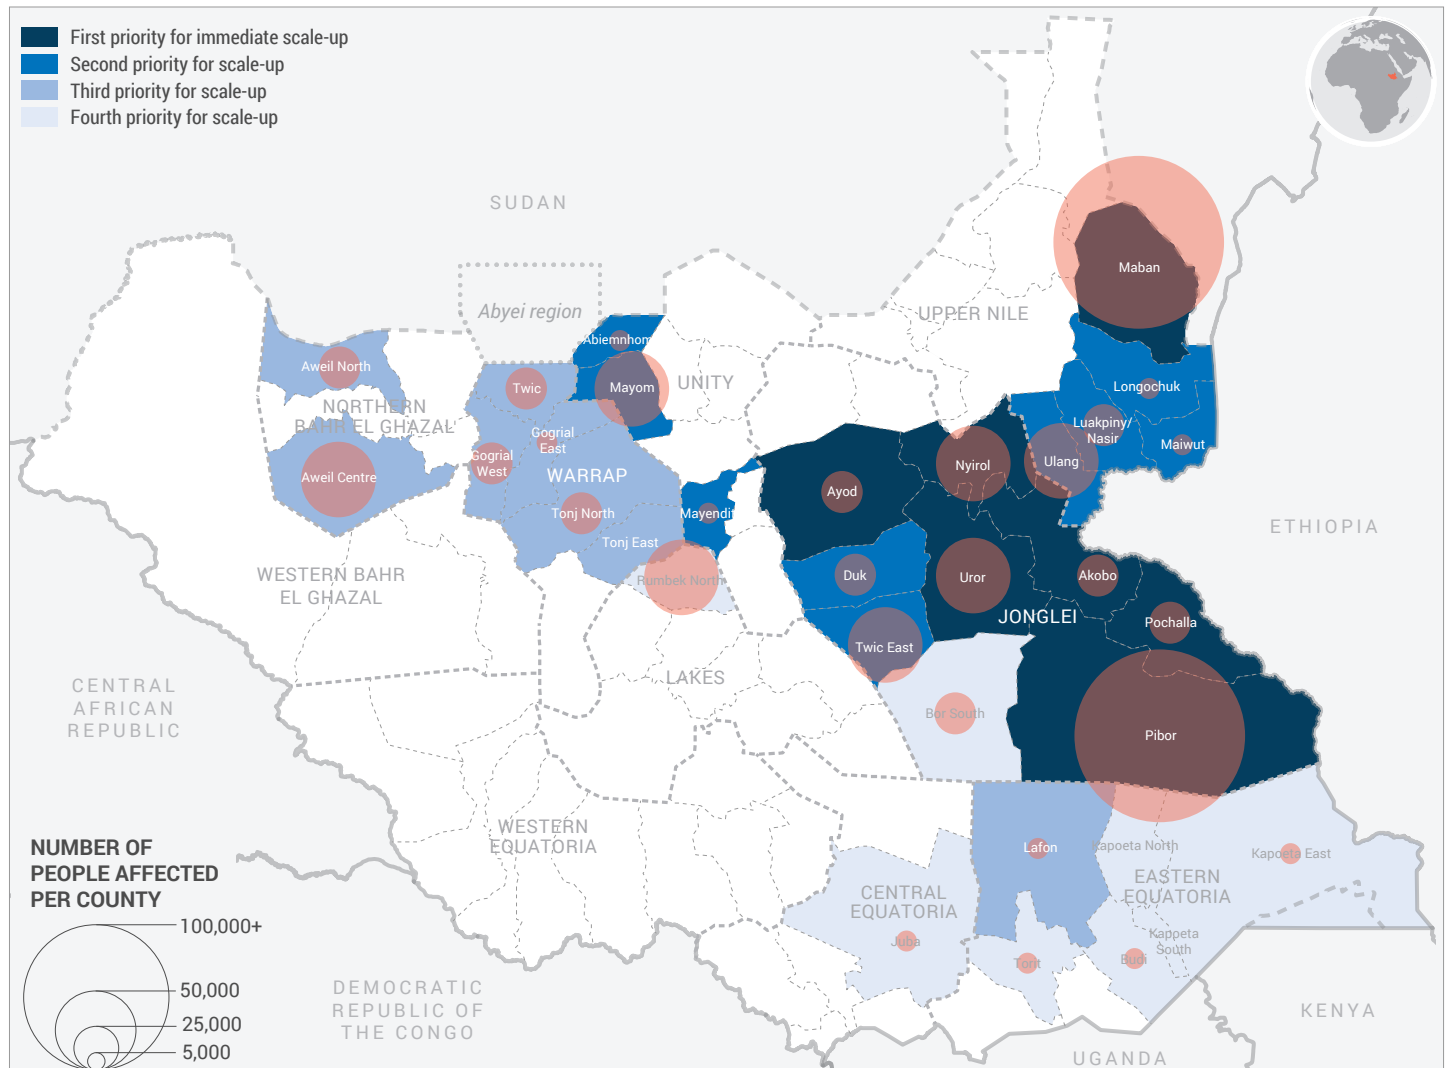 First priority for immediate scale-up
Second priority for scale-up
Third priority for scale-up
Fourth priority for scale-up
SUDAN
Maban
Abyei region
UPPER NILE
Abiemnhom
Aweil North
Twic
Mayom
UNITY
Longochuk
NORTHERN
BAHR EL GHAZAL
Luakpiny/
Nasir
Maiwut
Gogrial
East
Gogrial
West
WARRAP
Nyirol
Ulang
Aweil Centre
Ayod
Tonj North
Mayendit
ETHIOPIA
Tonj East
WESTERN BAHR
EL GHAZAL
Rumbek North
Duk
Uror
Akobo
JONGLEI
Pochalla
Twic East
LAKES
CENTRAL
AFRICAN
REPUBLIC
Bor South
Pibor
WESTERN
EQUATORIA
NUMBER OF
PEOPLE AFFECTED
PER COUNTY
Lafon
Kapoeta North
Kapoeta East
EASTERN
EQUATORIA
CENTRAL
EQUATORIA
100,000+
Juba
Kappeta
South
Torit
Budi
50,000
25,000
5,000
DEMOCRATIC
REPUBLIC OF
THE CONGO
KENYA
UGANDA